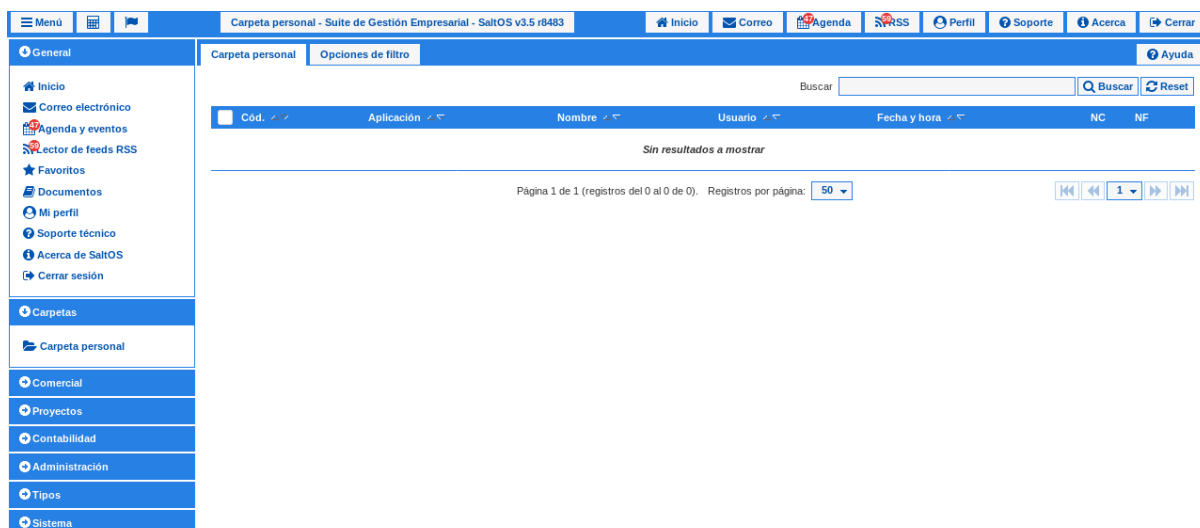 Menú
Carpeta personal - Suite de Gestión Empresarial - SaltOS v3.5 r8483
Inicio
Correo
47
Agenda
59
RSS
Perfil
Soporte
Acerca
Cerrar
General
Inicio
Correo electrónico
47
Agenda y eventos
59
Lector de feeds RSS
Favoritos
Documentos
Mi perfil
Soporte técnico
Acerca de SaltOS
Cerrar sesión
Carpetas
Carpeta personal
Comercial
Proyectos
Contabilidad
Administración
Tipos
Sistema
Carpeta personal Opciones de filtro Ayuda
Buscar Buscar Reset
Cód. Aplicación Nombre Usuario Fecha y hora NC NF
Sin resultados a mostrar
Página 1 de 1 (registros del 0 al 0 de 0). Registros por página: 50 1